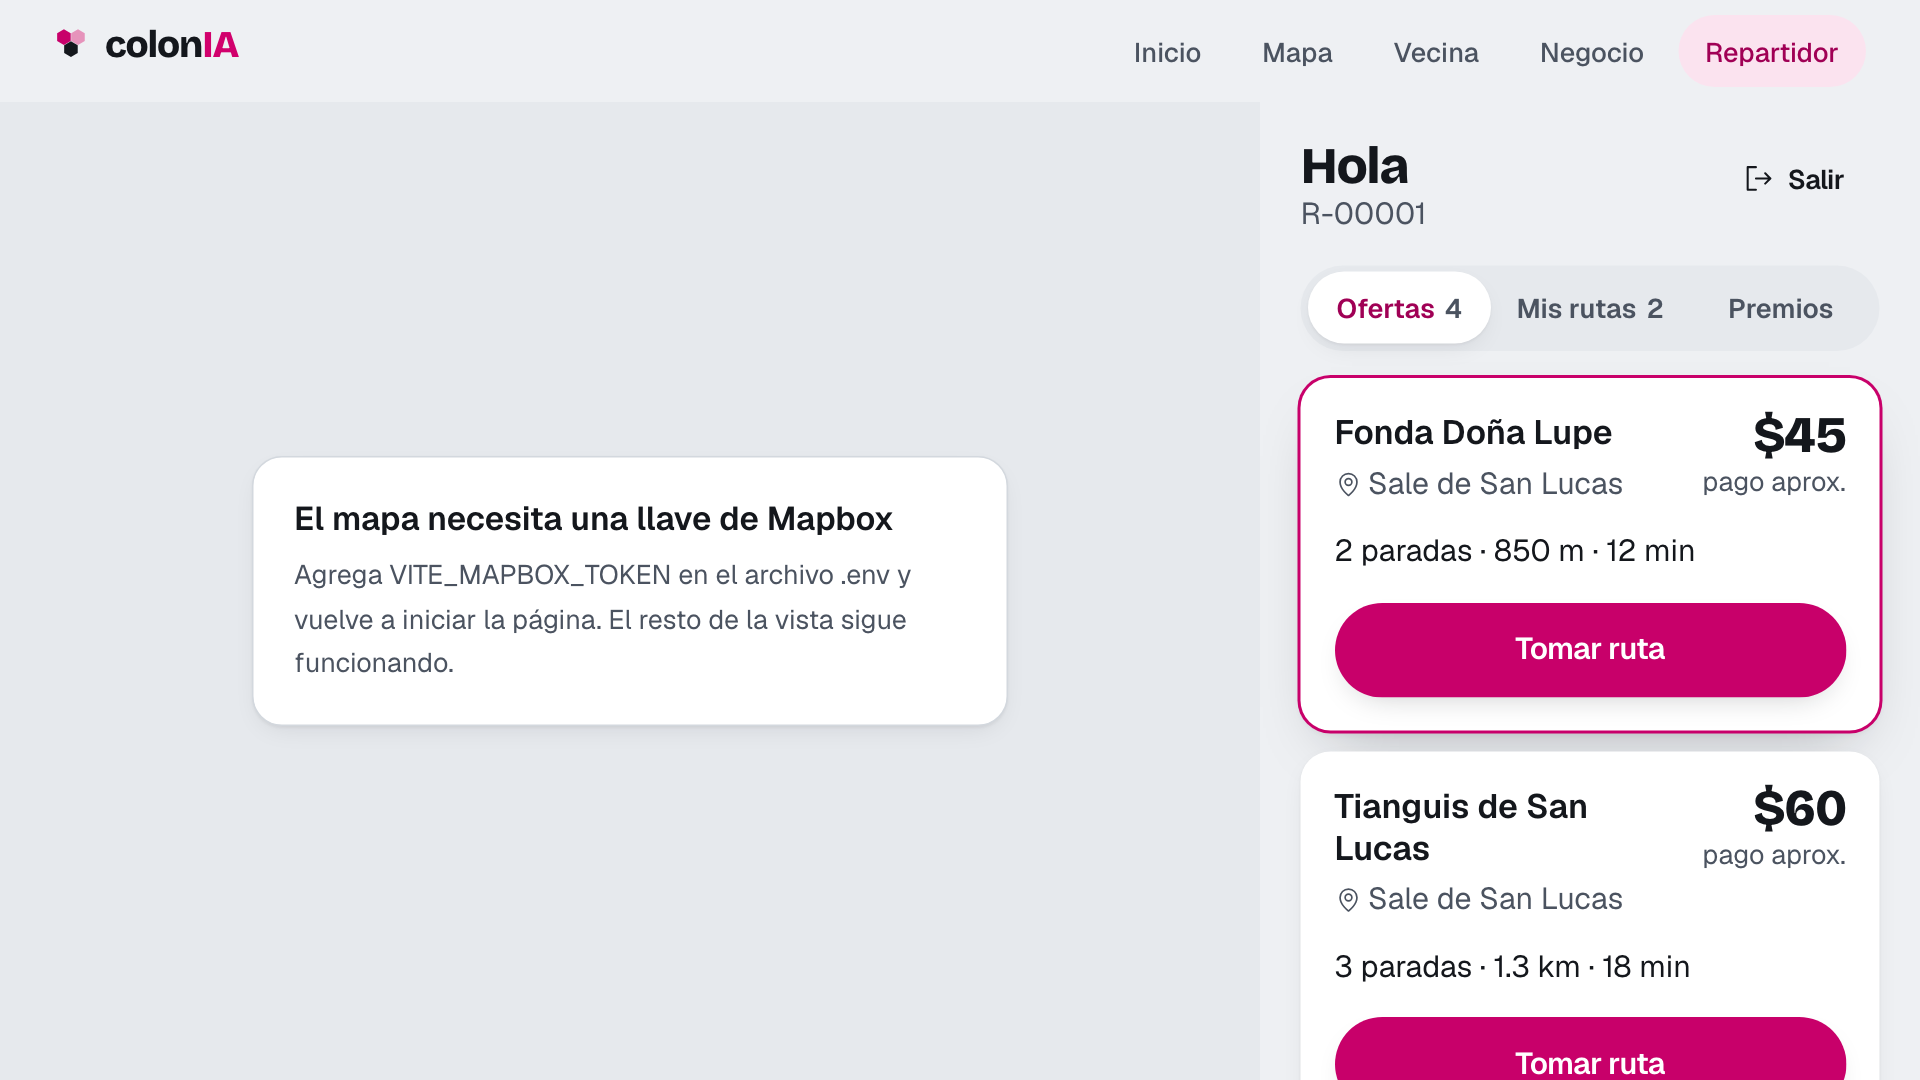 colonIA
Inicio
Mapa
Vecina
Negocio
Repartidor
El mapa necesita una llave de Mapbox
Agrega VITE_MAPBOX_TOKEN en el archivo .env y
vuelve a iniciar la página. El resto de la vista sigue
funcionando.
Hola
R-00001
Salir
Ofertas 4
Mis rutas 2
Premios
Fonda Doña Lupe
$45
Sale de San Lucas
pago aprox.
2 paradas · 850 m · 12 min
Tomar ruta
Tianguis de San
Lucas
$60
pago aprox.
Sale de San Lucas
3 paradas · 1.3 km · 18 min
Tomar ruta